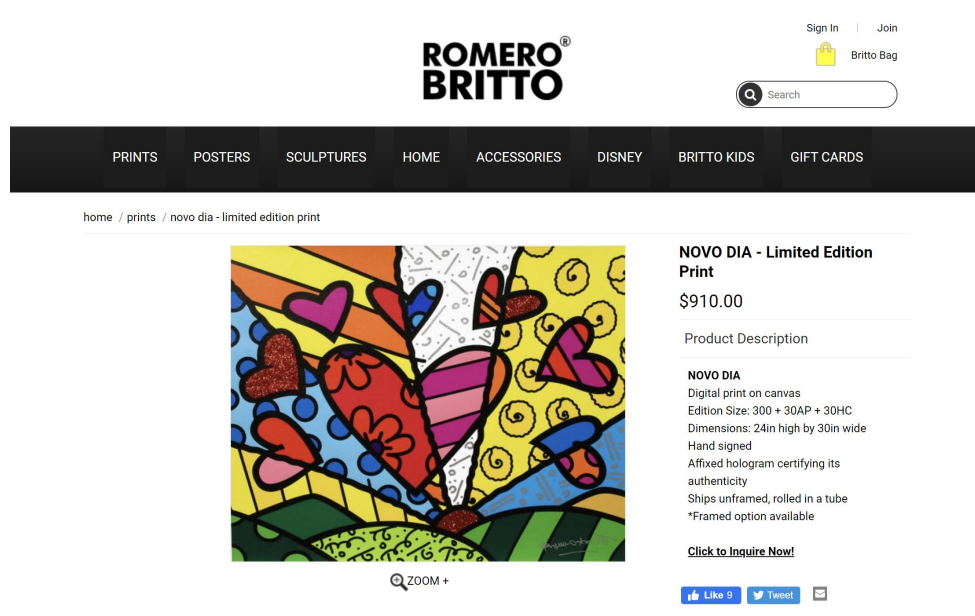 Sign In | Join
ROMERO®
BRITTO
Britto Bag
Search
PRINTS POSTERS SCULPTURES HOME ACCESSORIES DISNEY BRITTO KIDS GIFT CARDS
home / prints / novo dia - limited edition print
NOVO DIA - Limited Edition
Print
$910.00
Product Description
NOVO DIA
Digital print on canvas
Edition Size: 300 + 30AP + 30HC
Dimensions: 24in high by 30in wide
Hand signed
Affixed hologram certifying its
authenticity
Ships unframed, rolled in a tube
*Framed option available
Click to Inquire Now!
ZOOM +
Like 9 Tweet